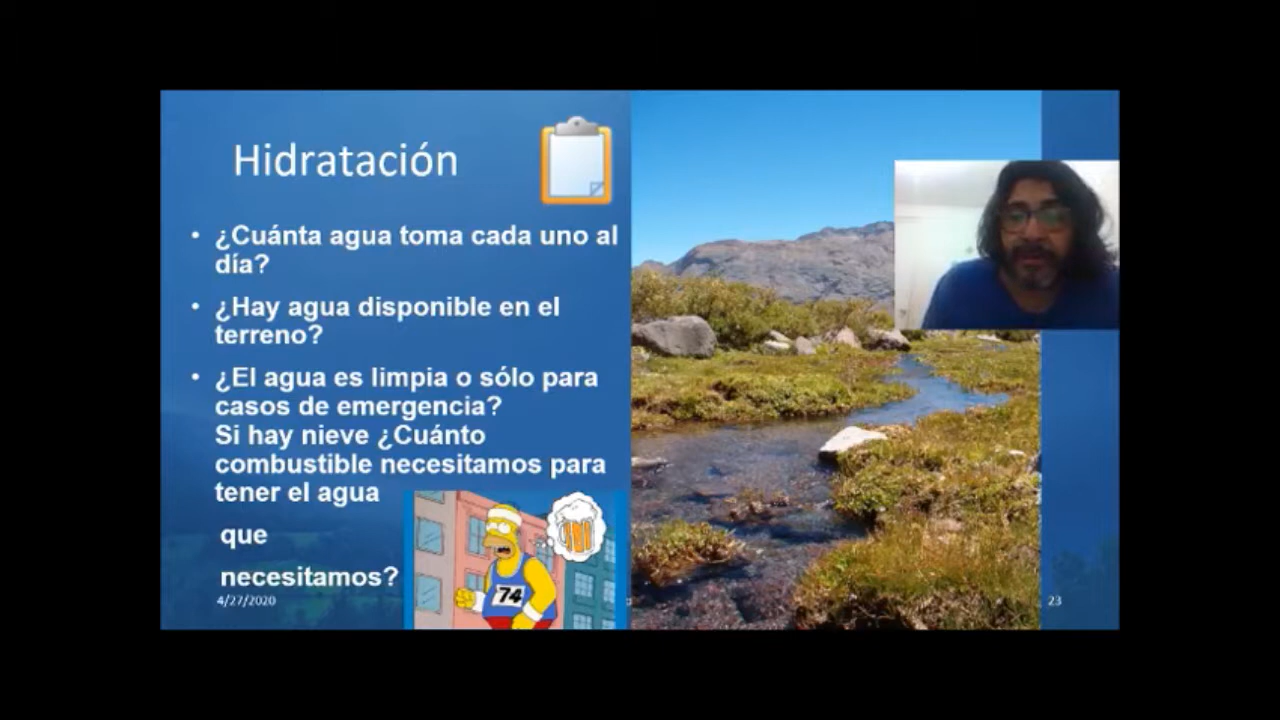 Hidratación
• ¿Cuánta agua toma cada uno al
día?
• ¿Hay agua disponible en el
terreno?
• ¿El agua es limpia o sólo para
casos de emergencia?
Si hay nieve ¿Cuánto
combustible necesitamos para
tener el agua
que
necesitamos?
74
4/27/2020
23